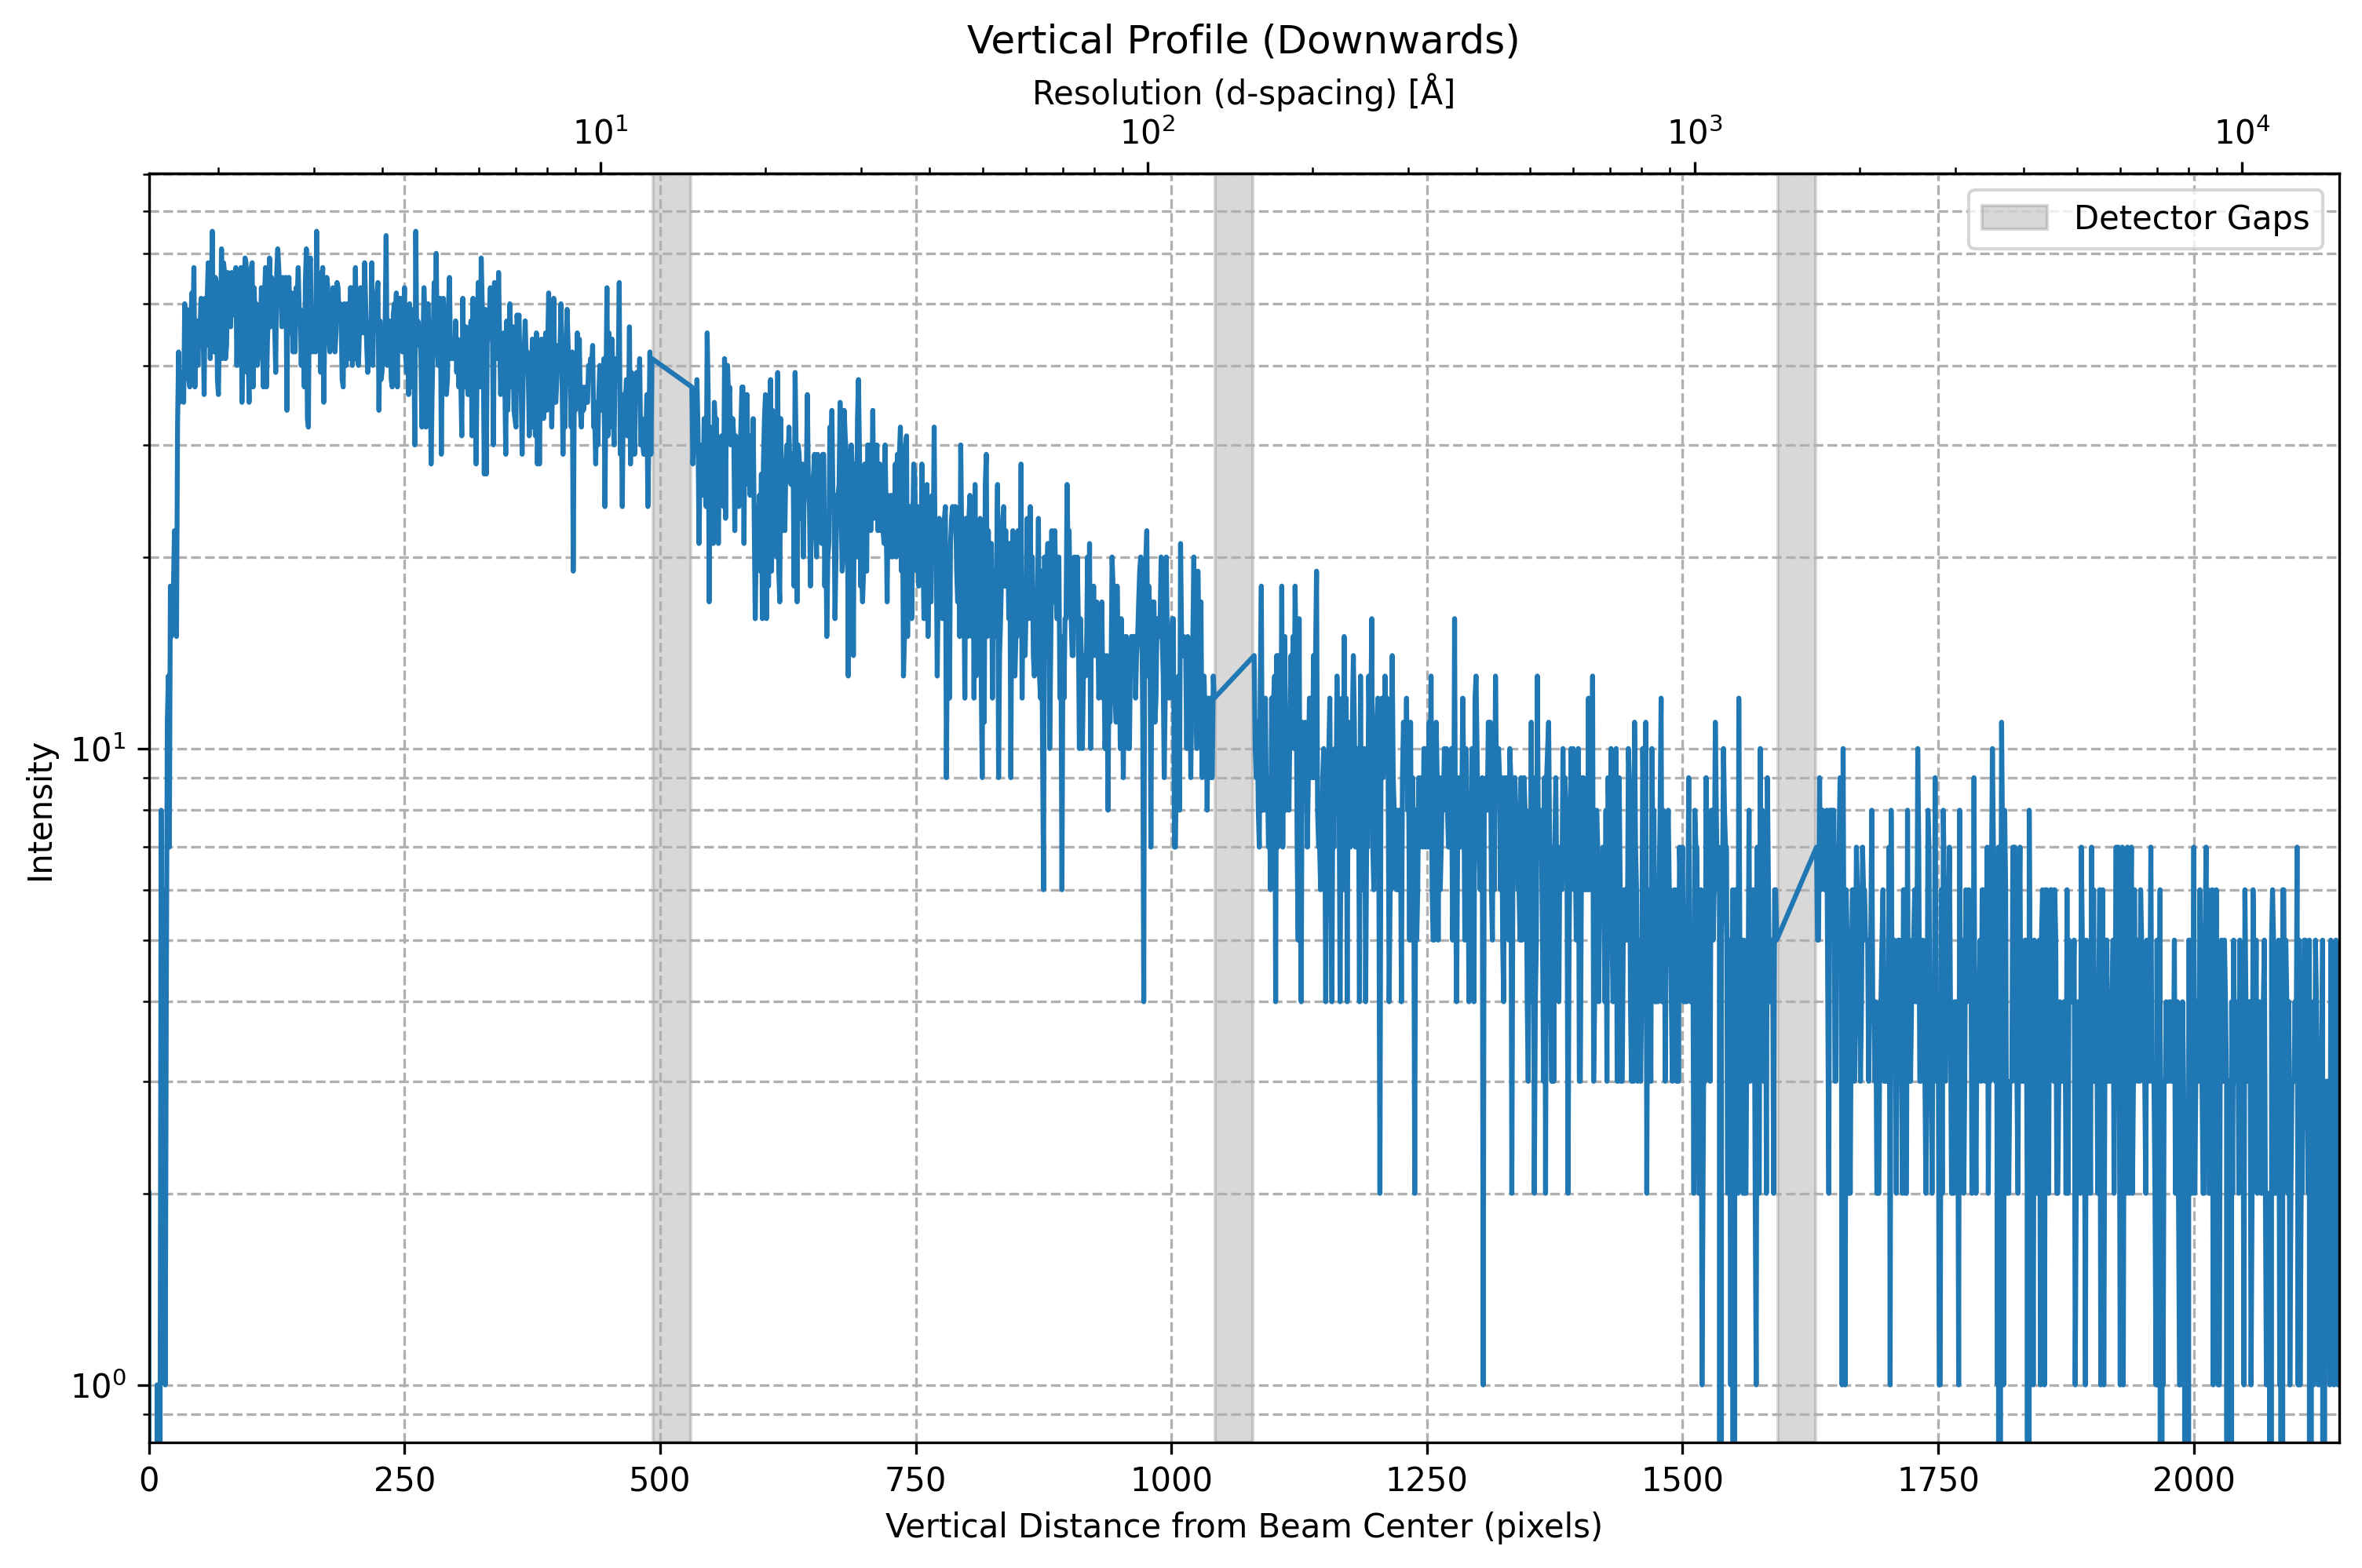 Vertical Profile (Downwards)
Resolution (d-spacing) [Å]
10¹ 10² 10³ 10⁴
Detector Gaps
Intensity
10¹
10⁰
0 250 500 750 1000 1250 1500 1750 2000
Vertical Distance from Beam Center (pixels)